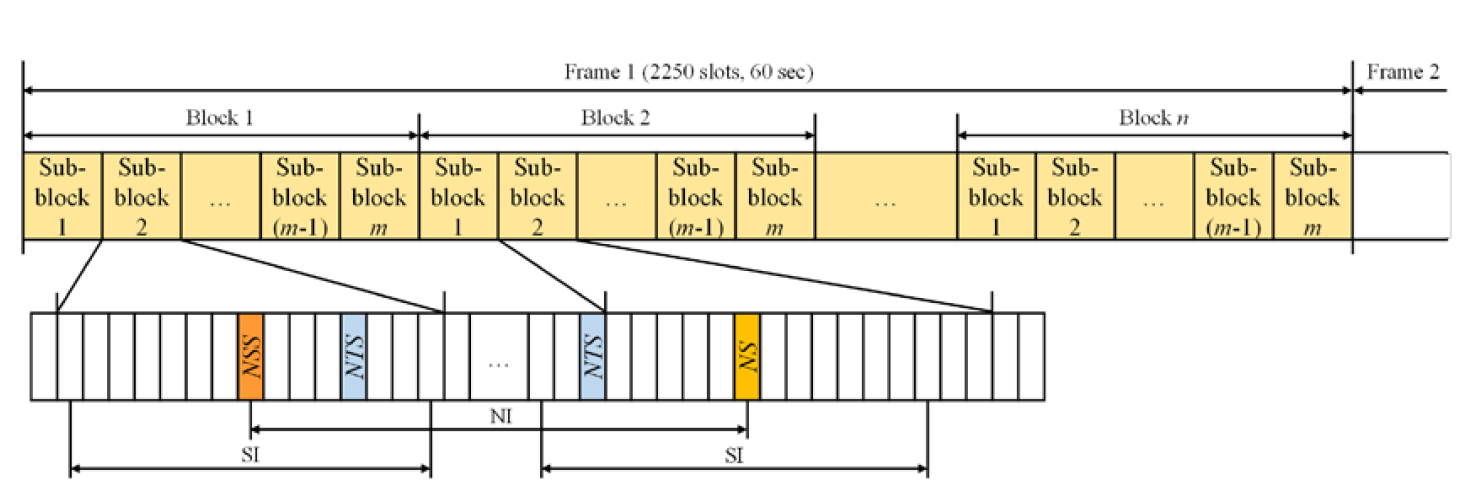 Frame 1 (2250 slots, 60 sec)
Frame 2
Block 1
Block 2
Block n
Sub-
block
1
Sub-
block
2
...
Sub-
block
(m-1)
Sub-
block
m
Sub-
block
1
Sub-
block
2
...
Sub-
block
(m-1)
Sub-
block
m
...
Sub-
block
1
Sub-
block
2
...
Sub-
block
(m-1)
Sub-
block
m
NSS
NTS
...
NTS
NS
NI
SI
SI